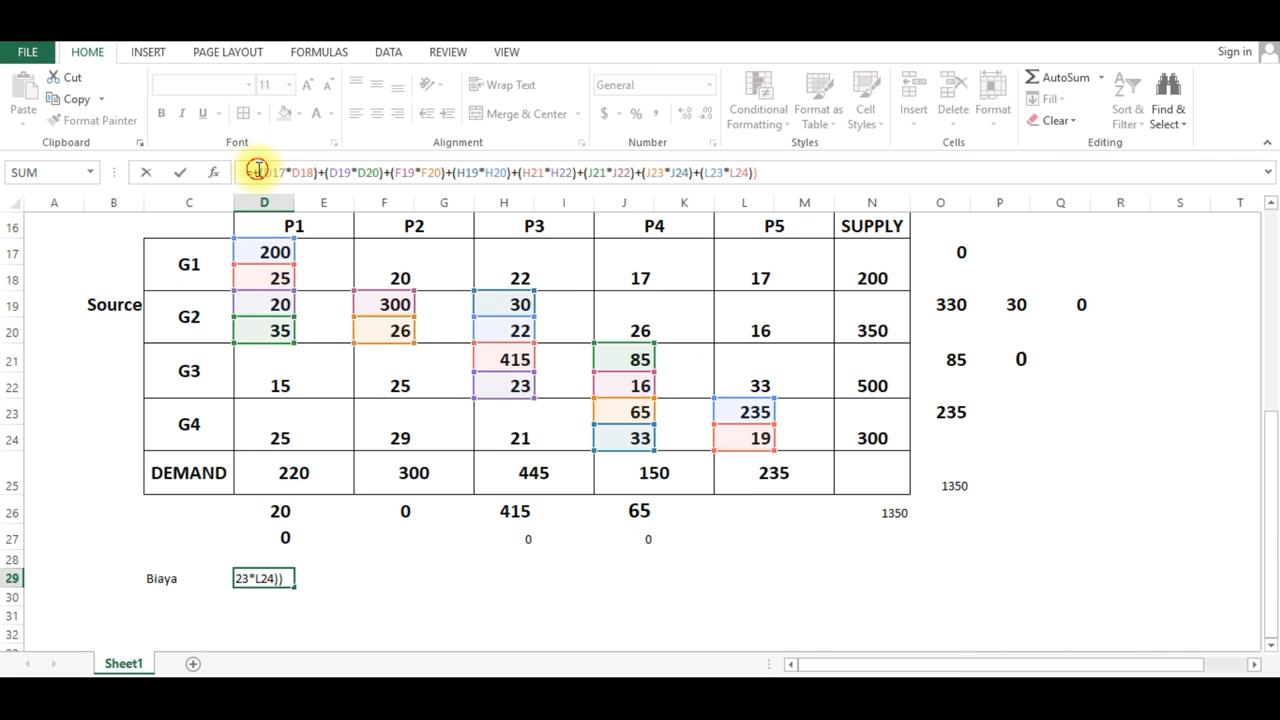 FILE HOME INSERT PAGE LAYOUT FORMULAS DATA REVIEW VIEW Sign in
Paste Cut Copy Format Painter Clipboard
11 B I U A Font
Wrap Text Merge & Center Alignment
General $ % , Number
Conditional Formatting Format as Table Cell Styles Styles
Insert Delete Format Cells
AutoSum Fill Clear Sort & Filter Find & Select Editing
SUM fx =+(D17*D18)+(D19*D20)+(F19*F20)+(H19*H20)+(H21*H22)+(J21*J22)+(J23*J24)+(L23*L24))
A B C D E F G H I J K L M N O P Q R S T
16 P1 P2 P3 P4 P5 SUPPLY
17 G1 200 0
18 25 20 22 17 17 200
19 Source G2 20 300 30 330 30 0
20 35 26 22 26 16 350
21 G3 415 85 85 0
22 15 25 23 16 33 500
23 G4 65 235 235
24 25 29 21 33 19 300
25 DEMAND 220 300 445 150 235 1350
26 20 0 415 65 1350
27 0 0 0
28
29 Biaya 23*L24))
30
31
32
Sheet1